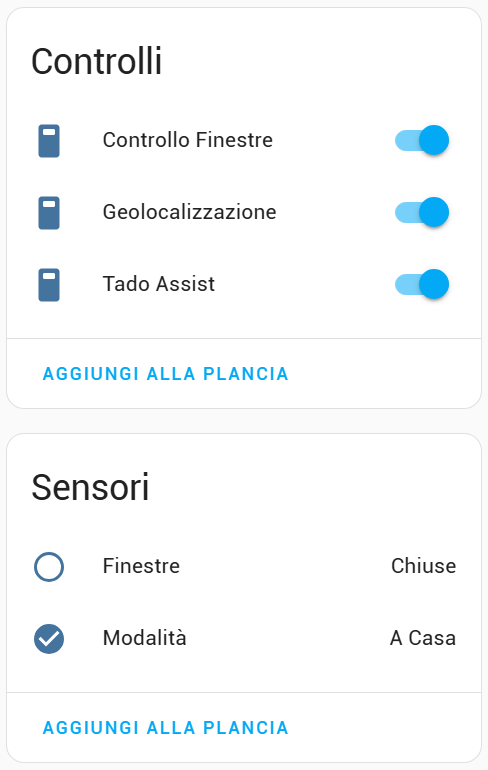 Controlli
Controllo Finestre
Geolocalizzazione
Tado Assist
AGGIUNGI ALLA PLANCIA
Sensori
Finestre Chiuse
Modalità A Casa
AGGIUNGI ALLA PLANCIA